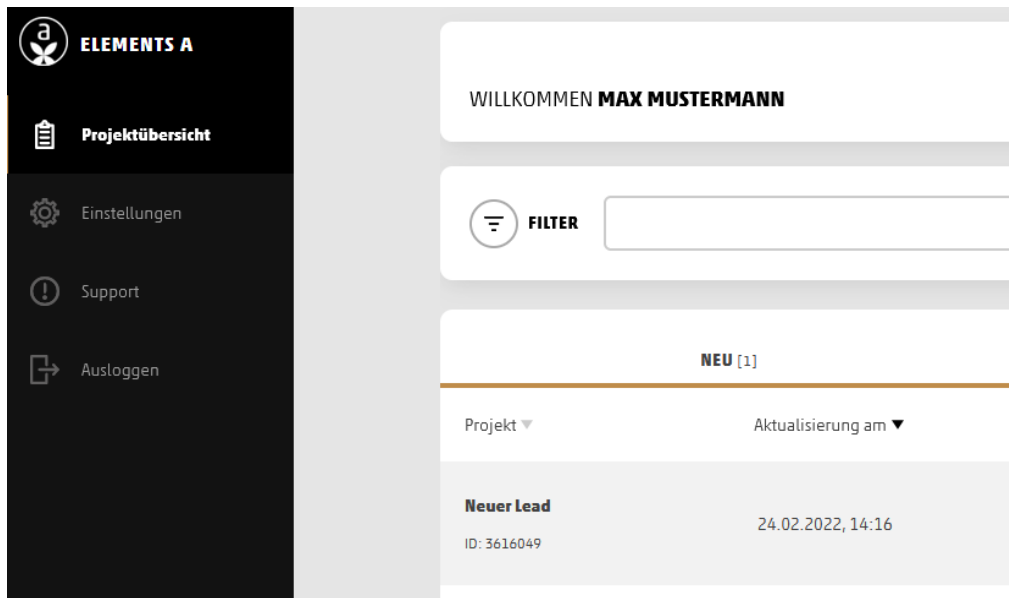 a
ELEMENTS A
Projektübersicht
Einstellungen
Support
Ausloggen
WILLKOMMEN MAX MUSTERMANN
FILTER
NEU [1]
Projekt ▼ Aktualisierung am ▼
Neuer Lead
24.02.2022, 14:16
ID: 3616049